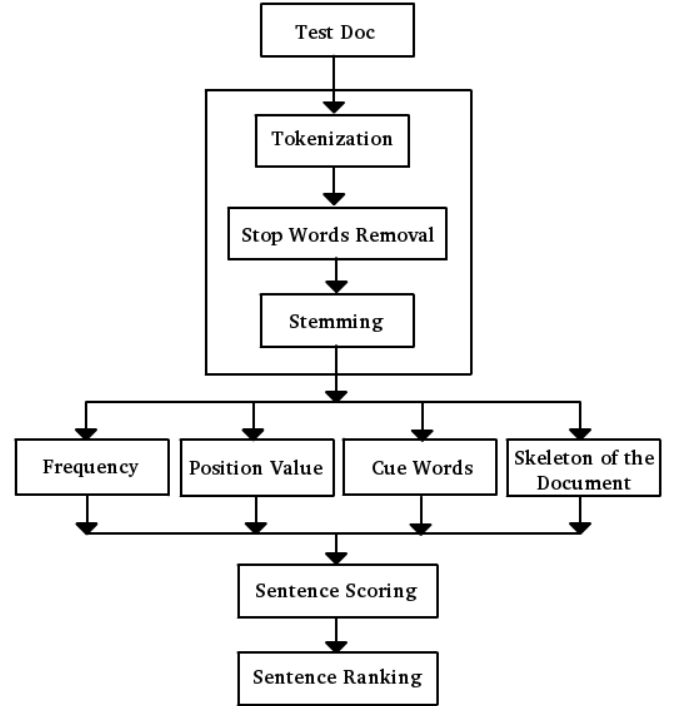 Test Doc
Tokenization
Stop Words Removal
Stemming
Frequency
Position Value
Cue Words
Skeleton of the
Document
Sentence Scoring
Sentence Ranking